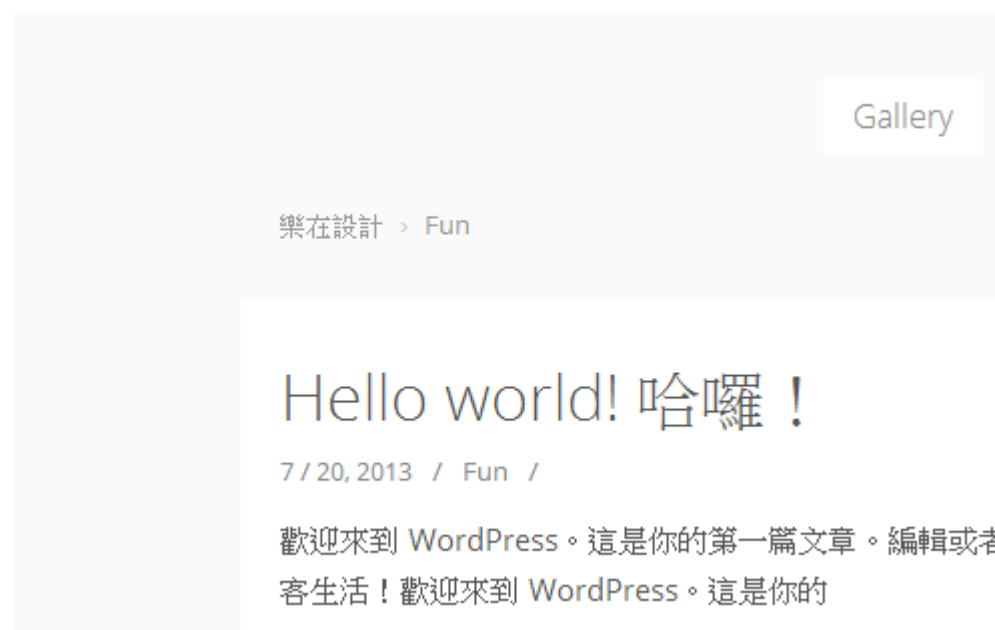 Gallery
樂在設計 › Fun
Hello world! 哈囉！
7 / 20, 2013 / Fun /
歡迎來到 WordPress。這是你的第一篇文章。編輯或者
客生活！歡迎來到 WordPress。這是你的